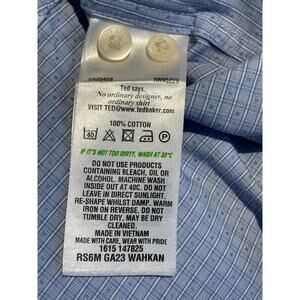 Ted says,
"No ordinary designer, no
ordinary shirt"
VISIT TED@WWW.TEDBAKER.COM
100% COTTON
40
IF IT'S NOT TOO DIRTY, WASH AT 30°C
DO NOT USE PRODUCTS
CONTAINING BLEACH, OIL OR
ALCOHOL. MACHINE WASH
INSIDE OUT AT 40C. DO NOT
LEAVE IN DIRECT SUNLIGHT.
RE-SHAPE WHILST DAMP. WARM
IRON ON REVERSE. DO NOT
TUMBLE DRY. MAY BE DRY
CLEANED.
MADE IN VIETNAM
MADE WITH CARE, WEAR WITH PRIDE
1615 147825
RS6M GA23 WAHKAN